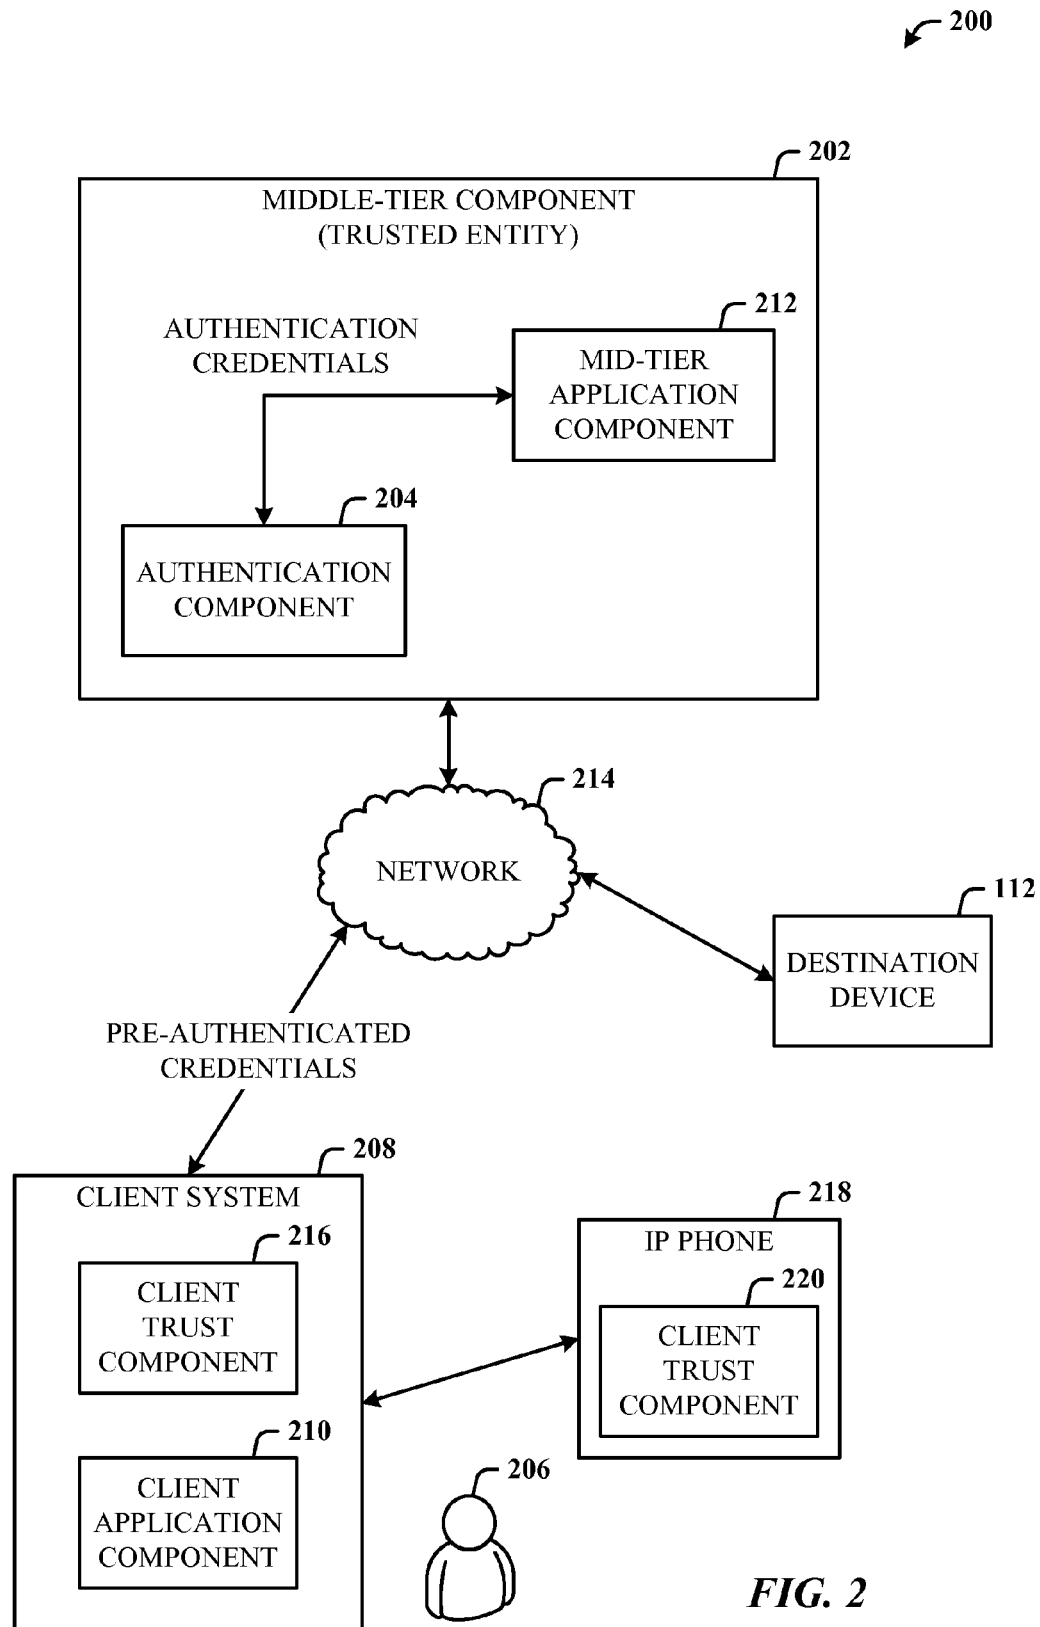 200
202
MIDDLE-TIER COMPONENT
(TRUSTED ENTITY)
212
AUTHENTICATION
CREDENTIALS
MID-TIER
APPLICATION
COMPONENT
204
AUTHENTICATION
COMPONENT
214
NETWORK
112
DESTINATION
DEVICE
PRE-AUTHENTICATED
CREDENTIALS
208
CLIENT SYSTEM
216
CLIENT
TRUST
COMPONENT
218
IP PHONE
220
CLIENT
TRUST
COMPONENT
210
CLIENT
APPLICATION
COMPONENT
206
FIG. 2